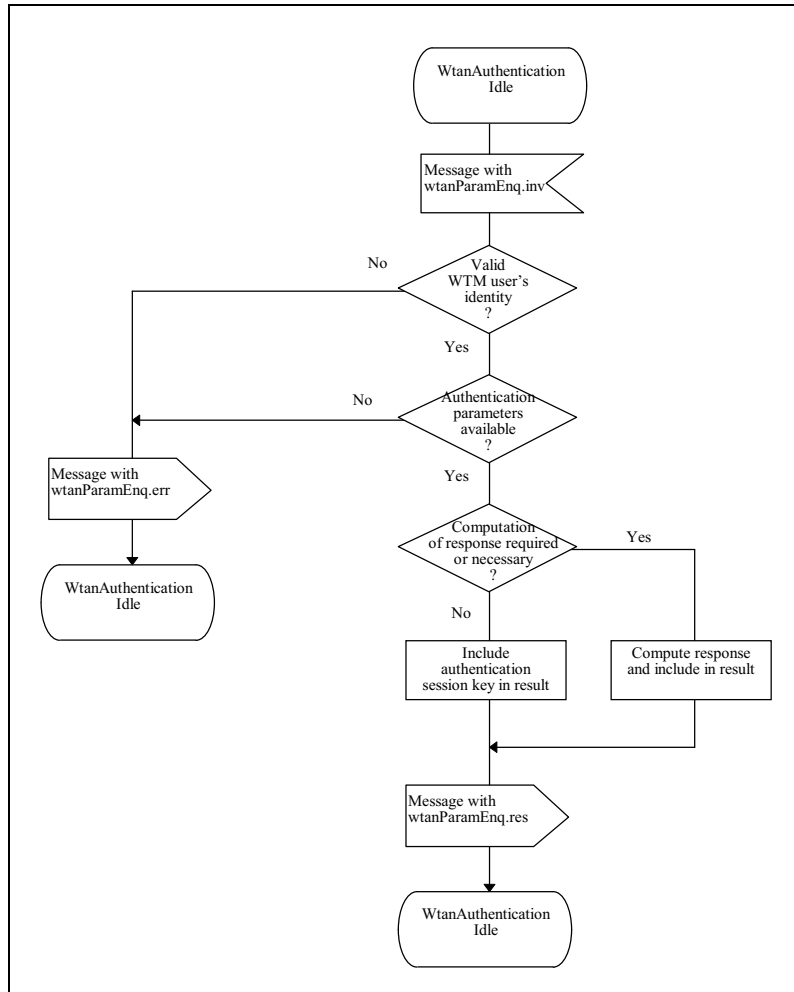 WtanAuthentication
Idle
Message with
wtanParamEnq.inv
No
Valid
WTM user's
identity
?
Yes
No
Authentication
parameters
available
?
Message with
wtanParamEnq.err
Yes
Computation
of response required
or necessary
?
Yes
WtanAuthentication
Idle
No
Include
authentication
session key in result
Compute response
and include in result
Message with
wtanParamEnq.res
WtanAuthentication
Idle